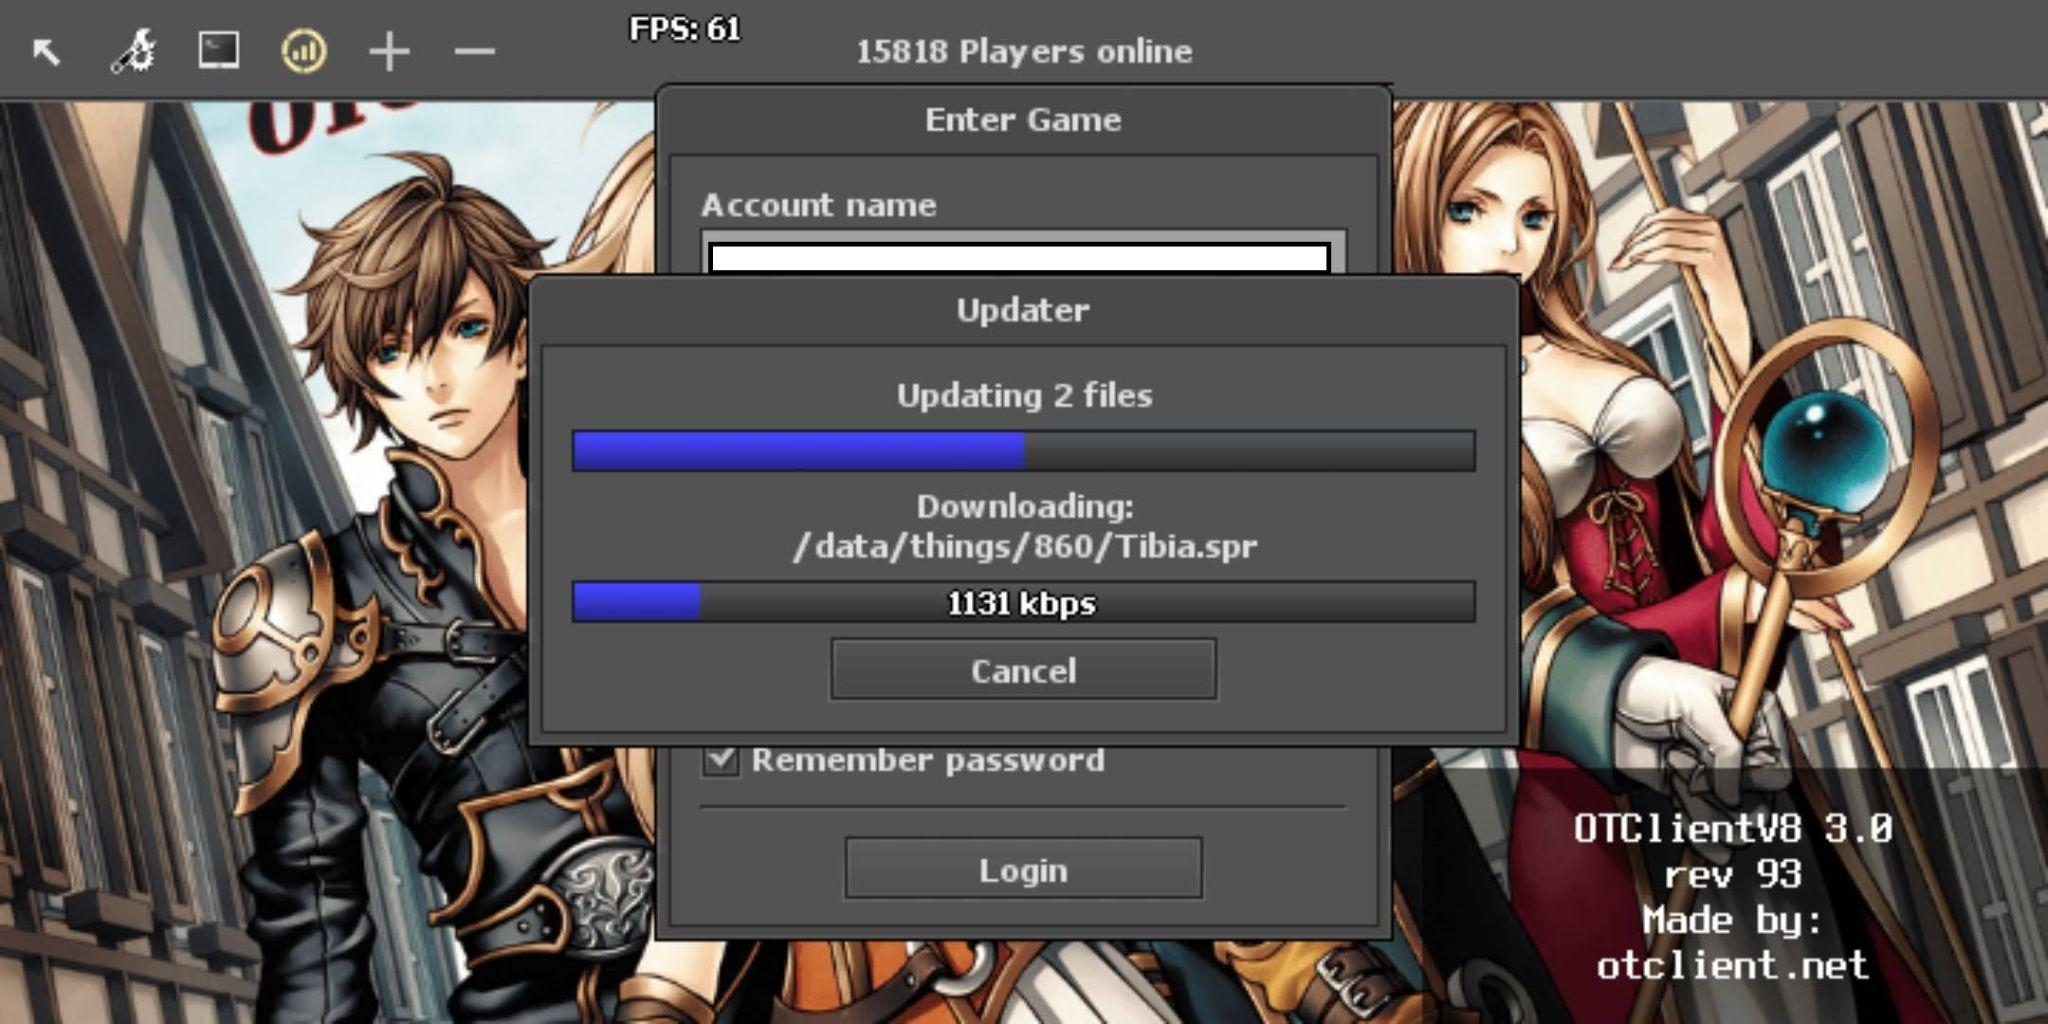 FPS: 61
15818 Players online
Enter Game
Account name
Updater
Updating 2 files
Downloading:
/data/things/860/Tibia.spr
1131 kbps
Cancel
Remember password
Login
OTClientV8 3.0
rev 93
Made by:
otclient.net